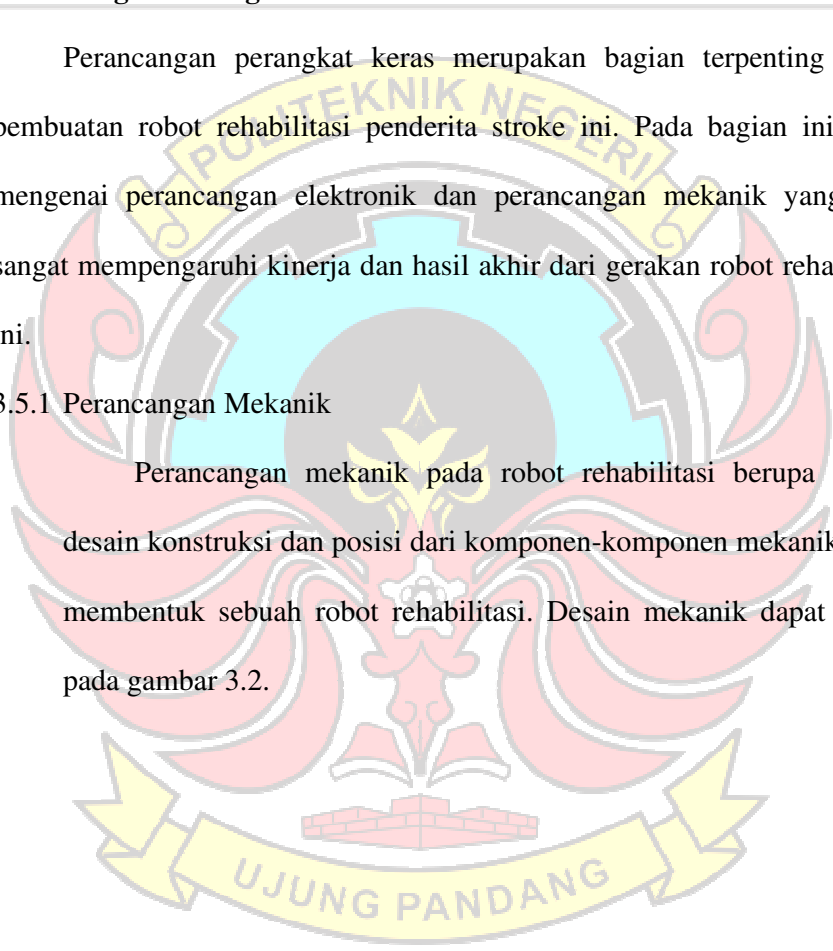 Perancangan perangkat keras merupakan bagian terpenting
pembuatan robot rehabilitasi penderita stroke ini. Pada bagian ini
mengenai perancangan elektronik dan perancangan mekanik yang
sangat mempengaruhi kinerja dan hasil akhir dari gerakan robot reha
ini.
3.5.1 Perancangan Mekanik
Perancangan mekanik pada robot rehabilitasi berupa
desain konstruksi dan posisi dari komponen-komponen mekanik
membentuk sebuah robot rehabilitasi. Desain mekanik dapat
pada gambar 3.2.
POLITEKNIK NEGERI
UJUNG PANDANG